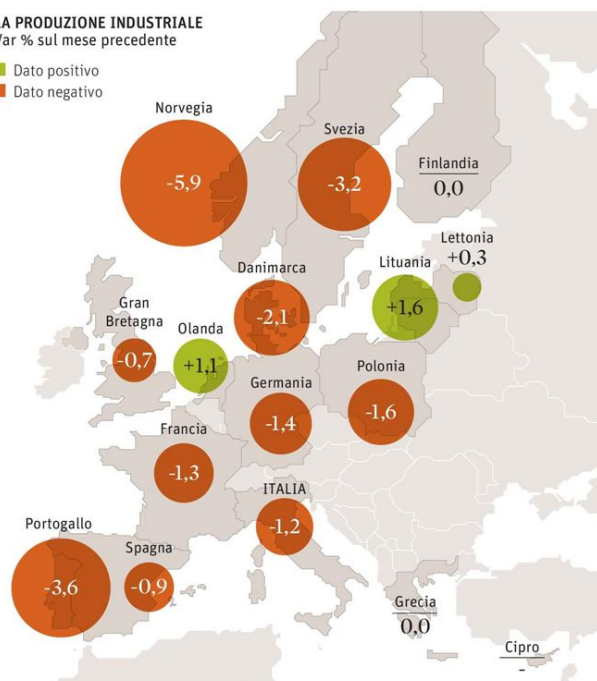 LA PRODUZIONE INDUSTRIALE
Var % sul mese precedente
Dato positivo
Dato negativo
Norvegia
-5,9
Svezia
-3,2
Finlandia
0,0
Lettonia
+0,3
Lituania
+1,6
Danimarca
-2,1
Gran
Bretagna
-0,7
Olanda
+1,1
Polonia
-1,6
Germania
-1,4
Francia
-1,3
ITALIA
-1,2
Portogallo
-3,6
Spagna
-0,9
Grecia
0,0
Cipro
-